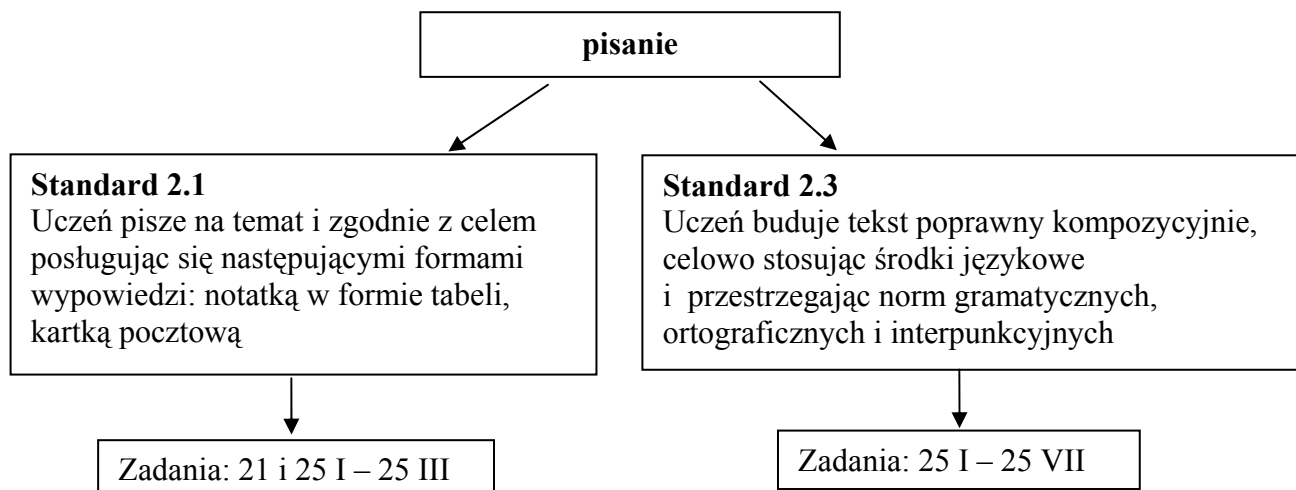 pisanie
Standard 2.1
Uczeń pisze na temat i zgodnie z celem
posługując się następującymi formami
wypowiedzi: notatką w formie tabeli,
kartką pocztową
Standard 2.3
Uczeń buduje tekst poprawny kompozycyjnie,
celowo stosując środki językowe
i przestrzegając norm gramatycznych,
ortograficznych i interpunkcyjnych
Zadania: 21 i 25 I – 25 III
Zadania: 25 I – 25 VII